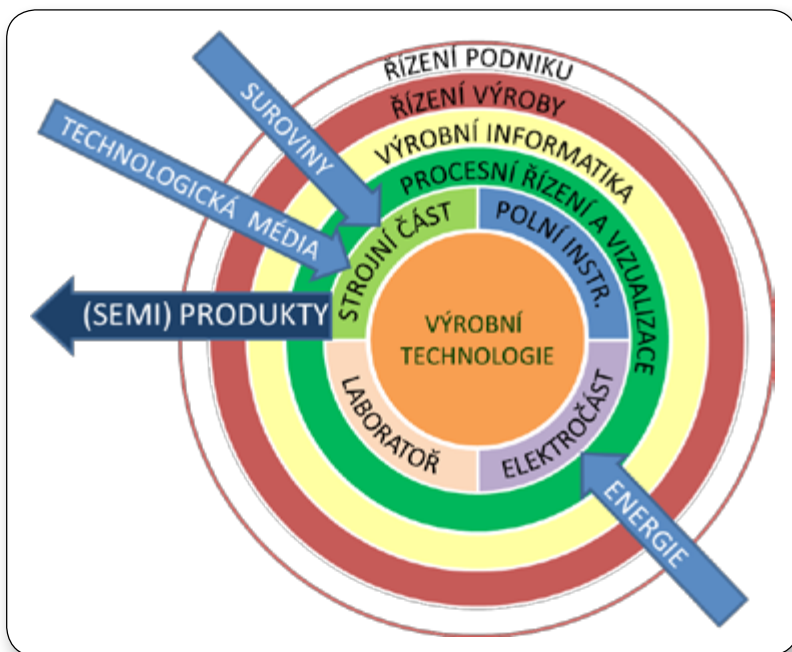 ŘÍZENÍ PODNIKU
ŘÍZENÍ VÝROBY
VÝROBNÍ INFORMATIKA
PROCESNÍ ŘÍZENÍ A VIZUALIZACE
SUROVINY
TECHNOLOGICKÁ MÉDIA
STROJNÍ ČÁST
POLNÍ INSTR.
(SEMI) PRODUKTY
VÝROBNÍ
TECHNOLOGIE
LABORATOŘ
ELEKTROČÁST
ENERGIE